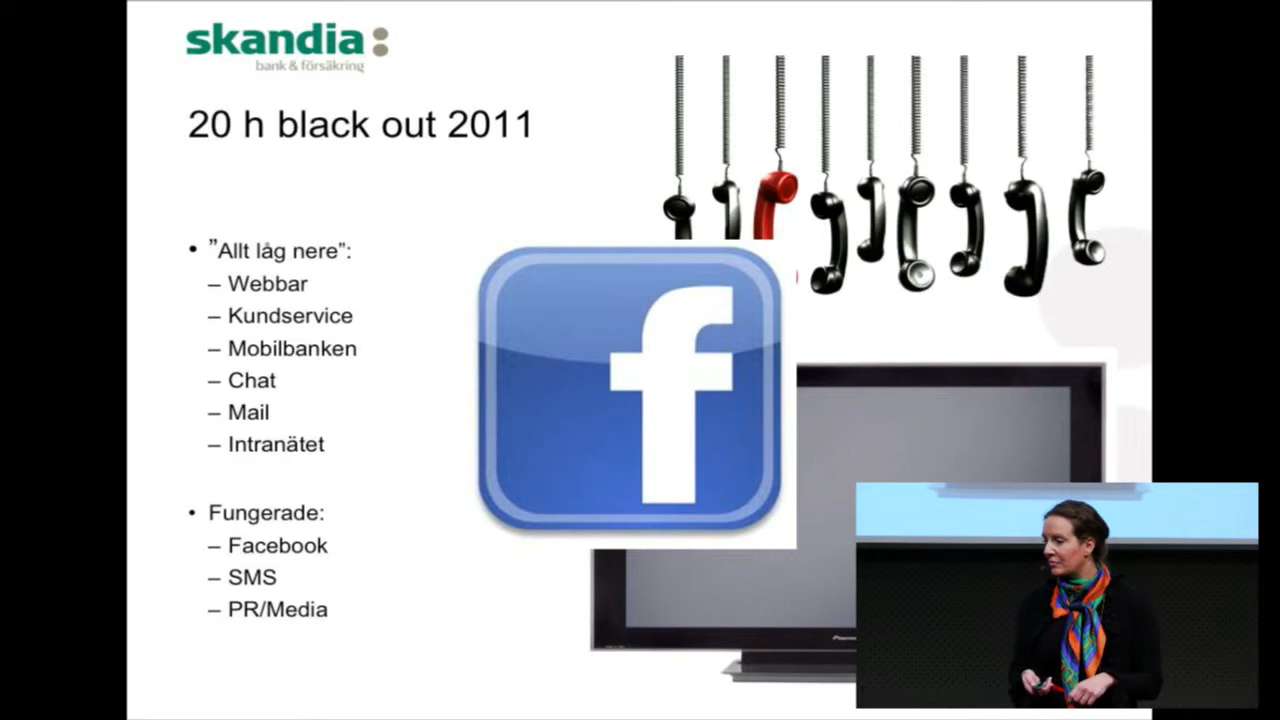 skandia:
bank & försäkring
20 h black out 2011
• ”Allt låg nere”:
– Webbar
– Kundservice
– Mobilbanken
– Chat
– Mail
– Intranätet
• Fungerade:
– Facebook
– SMS
– PR/Media
f
Pioneer